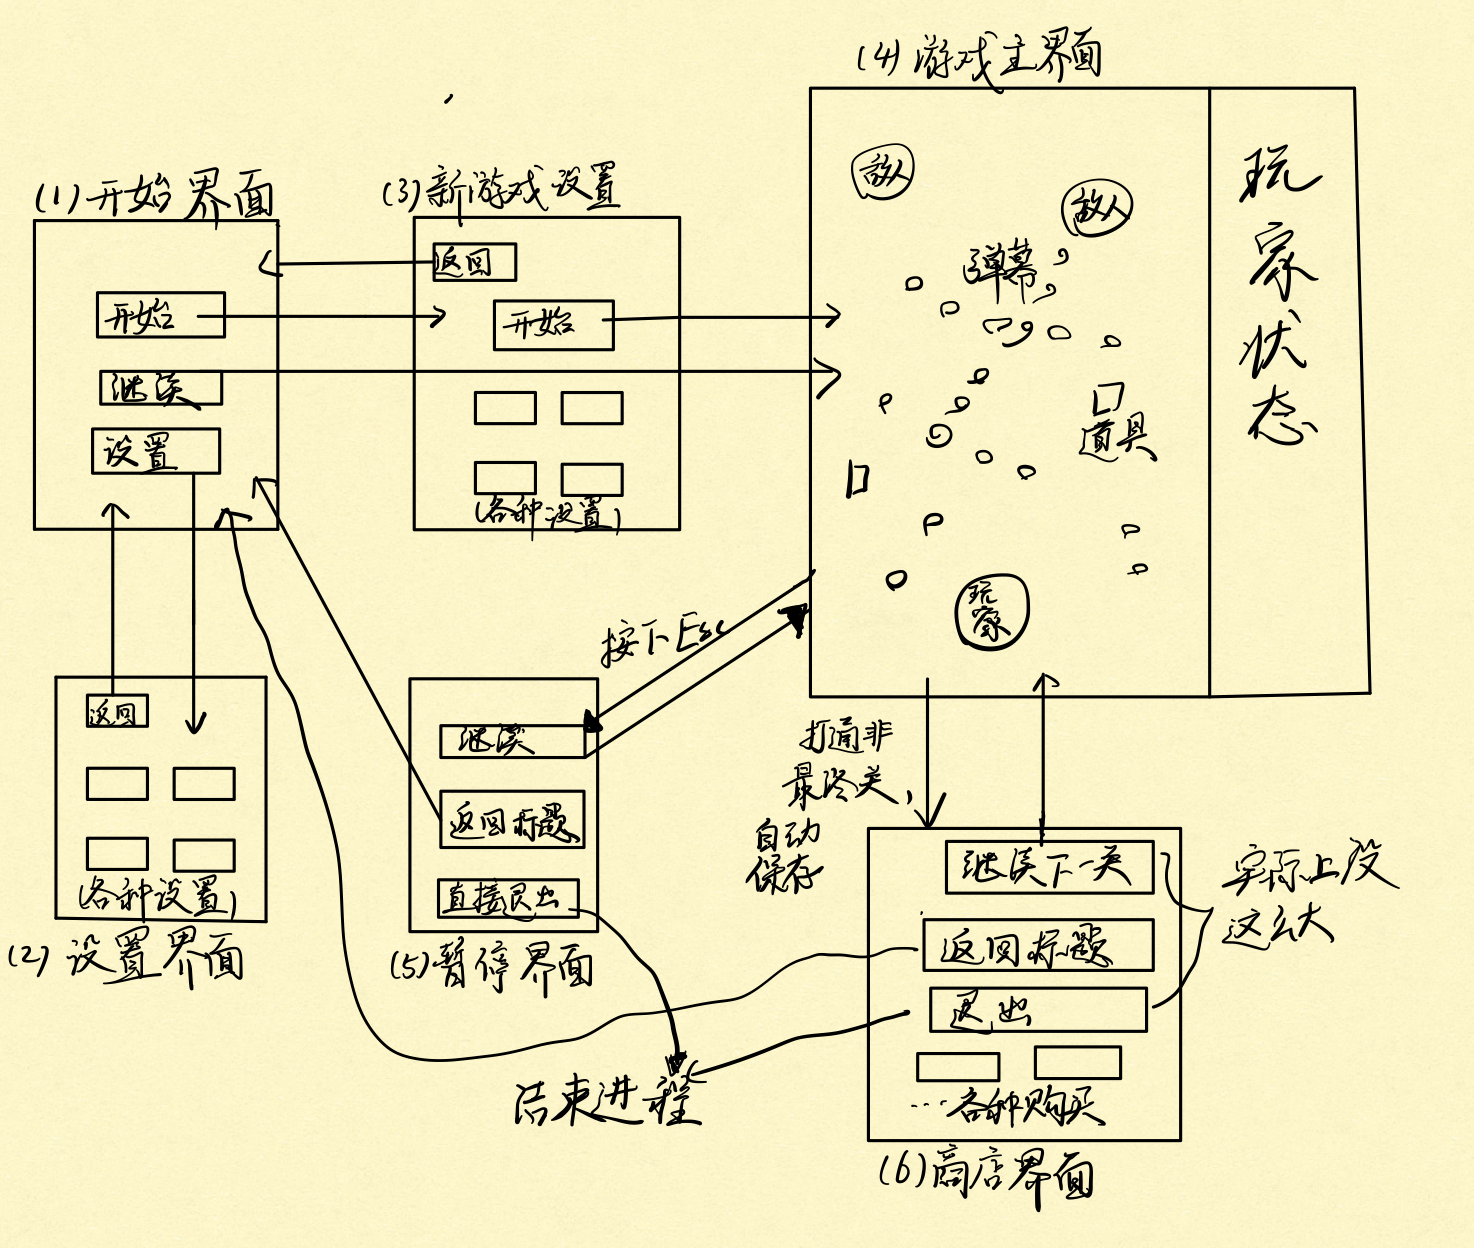 (1)开始界面
开始
继续
设置
(2)设置界面
返回
(各种设置)
(3)新游戏设置
返回
开始
(各种设置)
(4)游戏主界面
敌人
敌人
弹幕
道具
玩家
玩家状态
按下Esc
(5)暂停界面
继续
返回标题
直接退出
结束进程
打通非
最终关,
自动
保存
(6)商店界面
继续下一关
返回标题
退出
...各种购买
实际上没
这么大